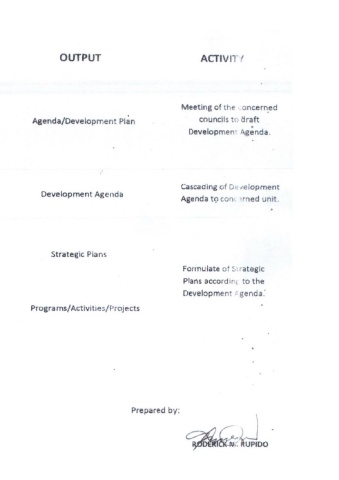 OUTPUT
ACTIVITY
Agenda/Development Plan
Meeting of the concerned
councils to draft
Development Agenda.
Development Agenda
Cascading of Development
Agenda to concerned unit.
Strategic Plans
Formulate of Strategic
Plans according to the
Development Agenda.
Programs/Activities/Projects
Prepared by:
RODERICK N. RUPIDO